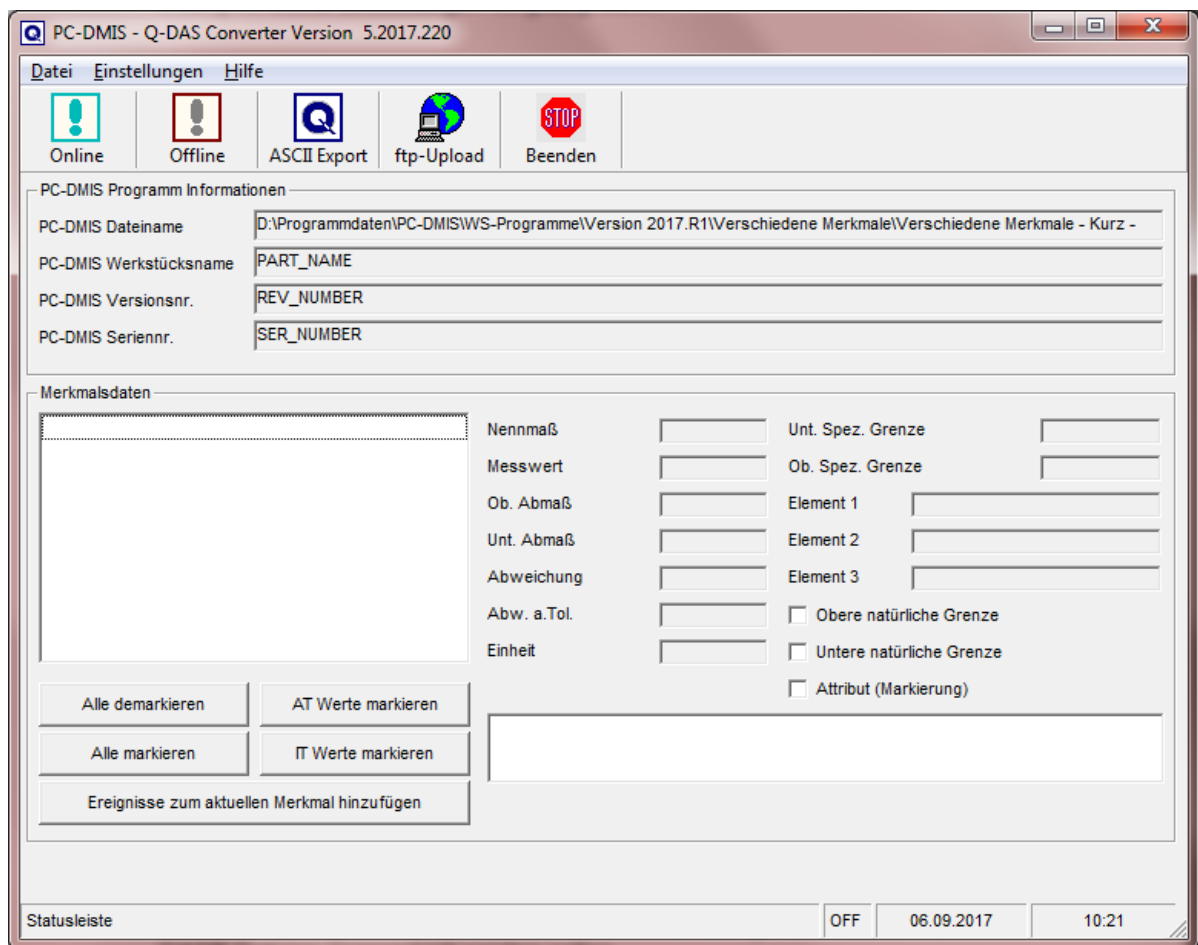 PC-DMIS - Q-DAS Converter Version 5.2017.220
Datei Einstellungen Hilfe
Online Offline ASCII Export ftp-Upload STOP Beenden
PC-DMIS Programm Informationen
PC-DMIS Dateiname D:\Programmdaten\PC-DMIS\WS-Programme\Version 2017.R1\Verschiedene Merkmale\Verschiedene Merkmale - Kurz -
PC-DMIS Werkstücksname PART_NAME
PC-DMIS Versionsnr. REV_NUMBER
PC-DMIS Seriennr. SER_NUMBER
Merkmalsdaten
Nennmaß Unt. Spez. Grenze
Messwert Ob. Spez. Grenze
Ob. Abmaß Element 1
Unt. Abmaß Element 2
Abweichung Element 3
Abw. a.Tol. Obere natürliche Grenze
Einheit Untere natürliche Grenze
Attribut (Markierung)
Alle demarkieren AT Werte markieren
Alle markieren IT Werte markieren
Ereignisse zum aktuellen Merkmal hinzufügen
Statusleiste OFF 06.09.2017 10:21